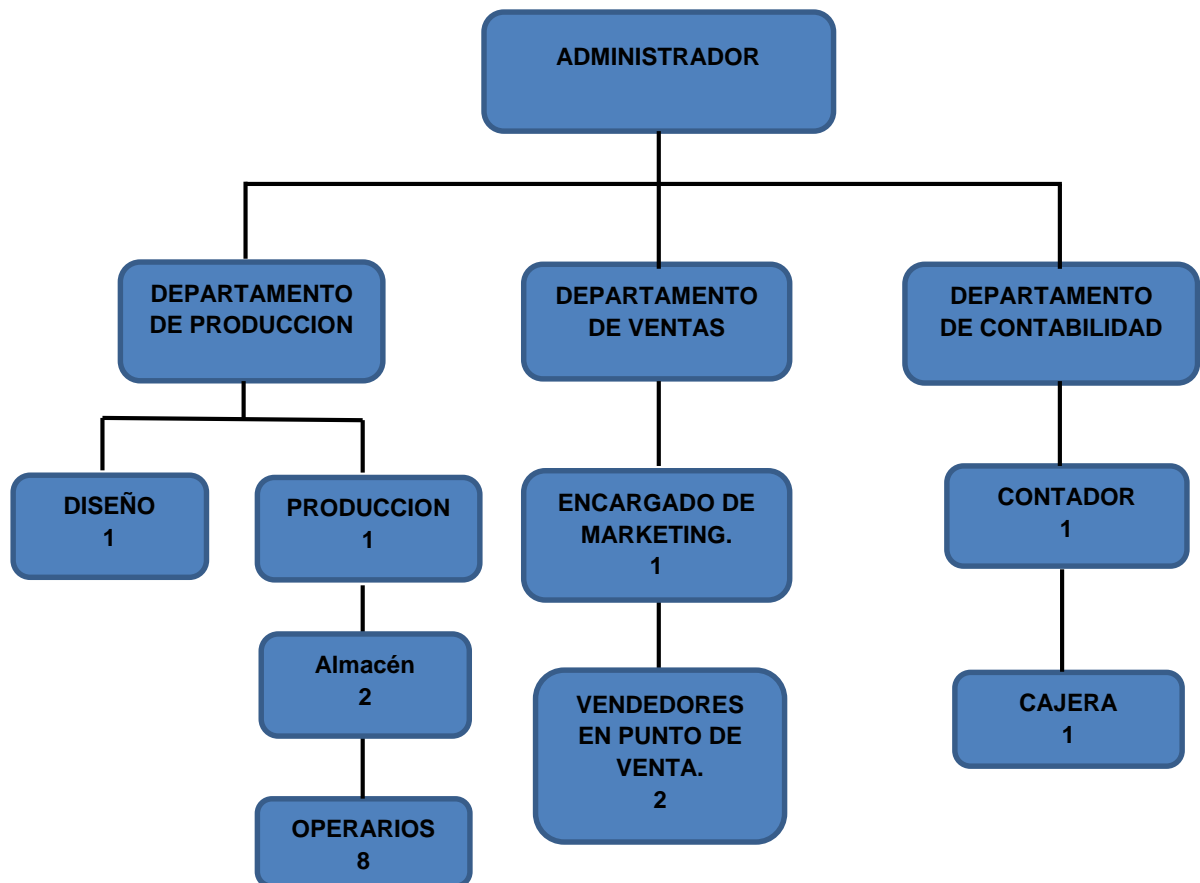 ADMINISTRADOR
DEPARTAMENTO
DE PRODUCCION
DEPARTAMENTO
DE VENTAS
DEPARTAMENTO
DE CONTABILIDAD
DISEÑO
1
PRODUCCION
1
ENCARGADO DE
MARKETING.
1
CONTADOR
1
Almacén
2
VENDEDORES
EN PUNTO DE
VENTA.
2
CAJERA
1
OPERARIOS
8